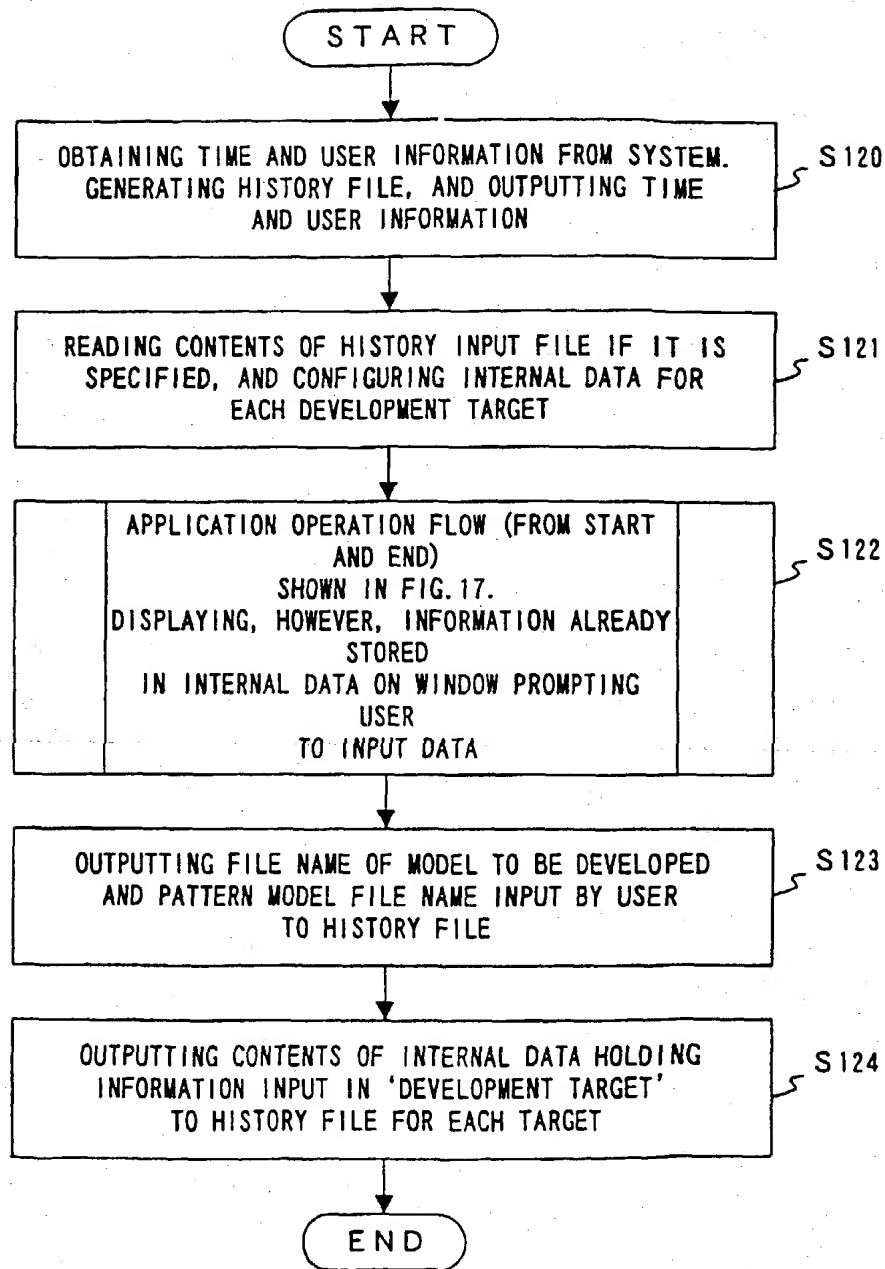 START
OBTAINING TIME AND USER INFORMATION FROM SYSTEM.
GENERATING HISTORY FILE, AND OUTPUTTING TIME
AND USER INFORMATION
S120
READING CONTENTS OF HISTORY INPUT FILE IF IT IS
SPECIFIED, AND CONFIGURING INTERNAL DATA FOR
EACH DEVELOPMENT TARGET
S121
APPLICATION OPERATION FLOW (FROM START
AND END)
SHOWN IN FIG.17.
DISPLAYING, HOWEVER, INFORMATION ALREADY
STORED
IN INTERNAL DATA ON WINDOW PROMPTING
USER
TO INPUT DATA
S122
OUTPUTTING FILE NAME OF MODEL TO BE DEVELOPED
AND PATTERN MODEL FILE NAME INPUT BY USER
TO HISTORY FILE
S123
OUTPUTTING CONTENTS OF INTERNAL DATA HOLDING
INFORMATION INPUT IN ‘DEVELOPMENT TARGET’
TO HISTORY FILE FOR EACH TARGET
S124
END